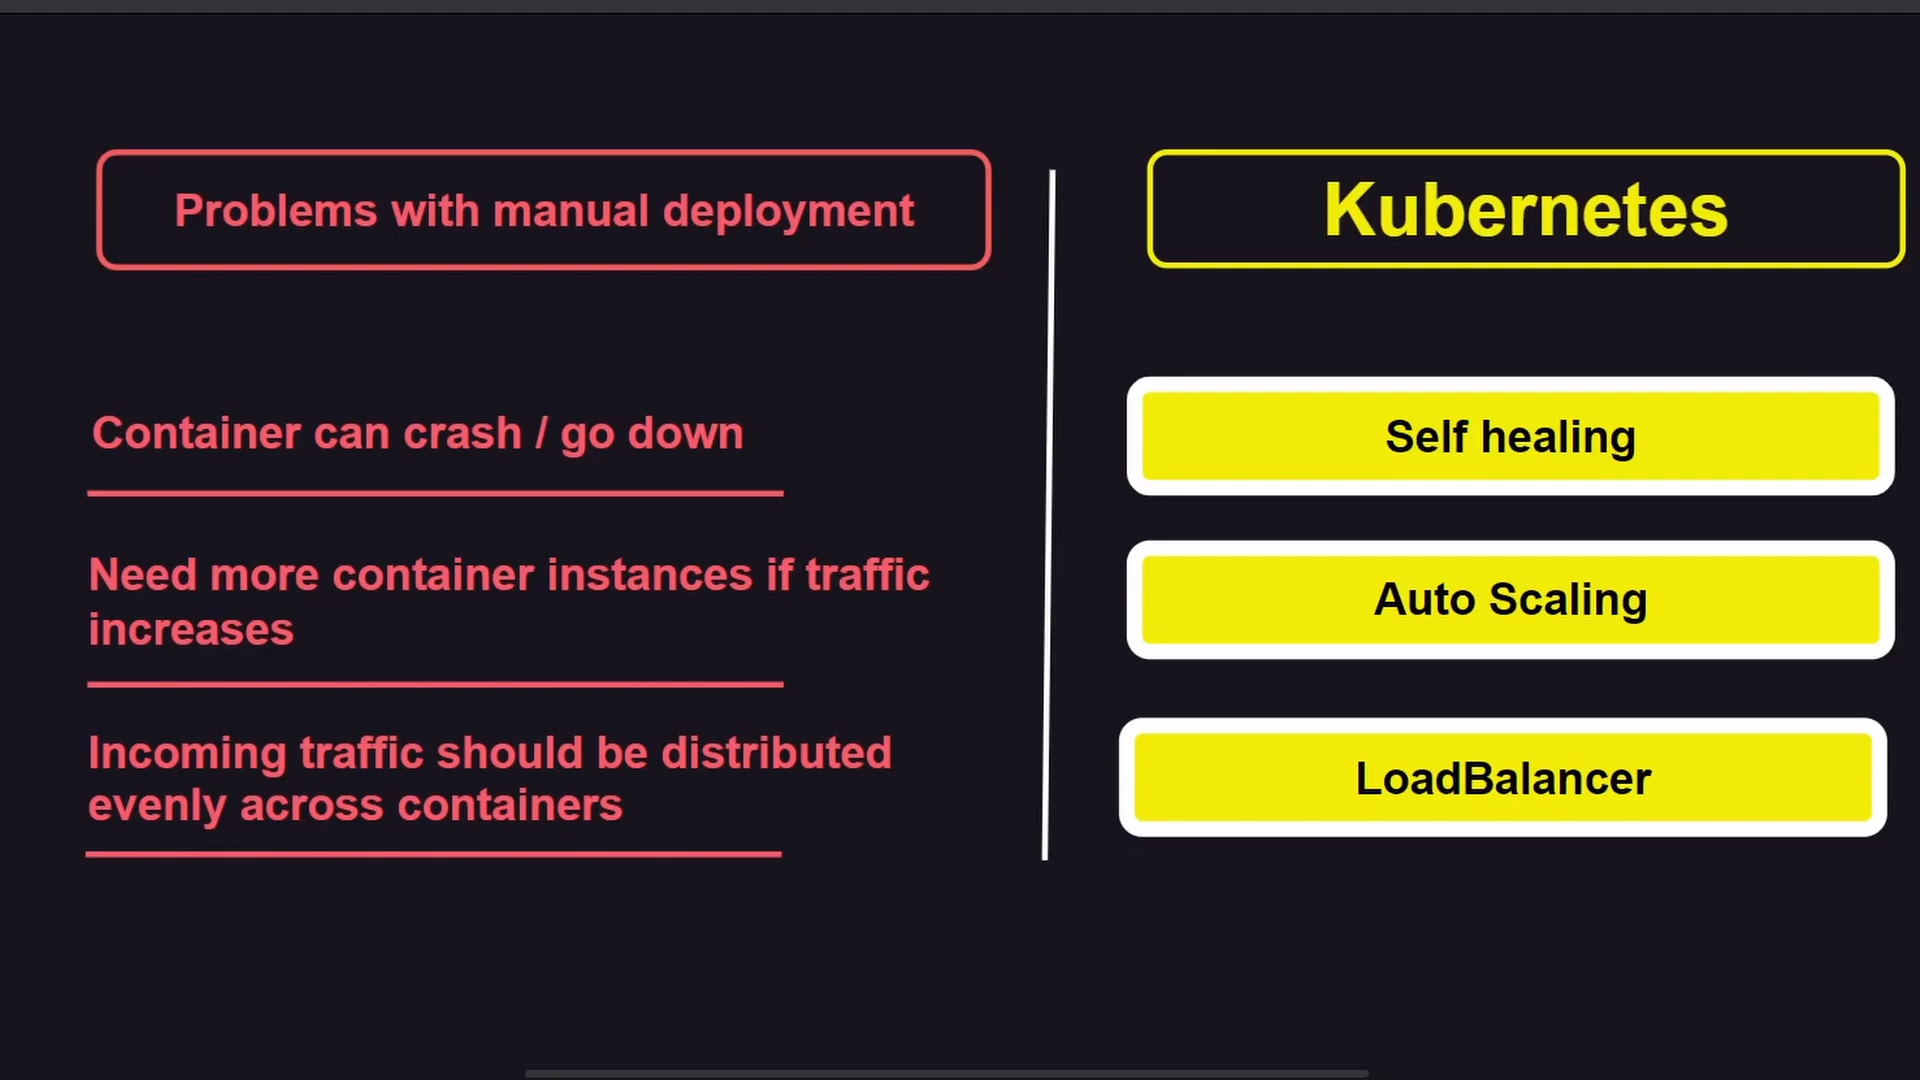 Problems with manual deployment
Kubernetes
Container can crash / go down
Self healing
Need more container instances if traffic
increases
Auto Scaling
Incoming traffic should be distributed
evenly across containers
LoadBalancer